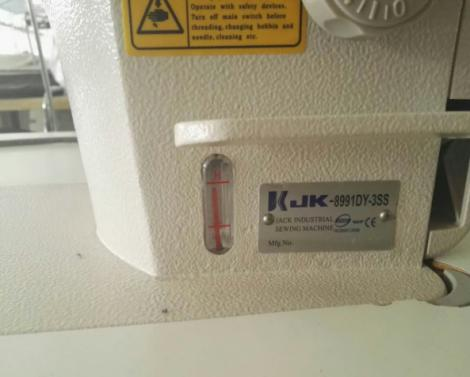 Operate with safety devices.
Turn off main switch before
threading, changing bobbin and
needle, cleaning etc.
JK-8991DY-3SS
JACK INDUSTRIAL
SEWING MACHINE
CE
Mfg.No.